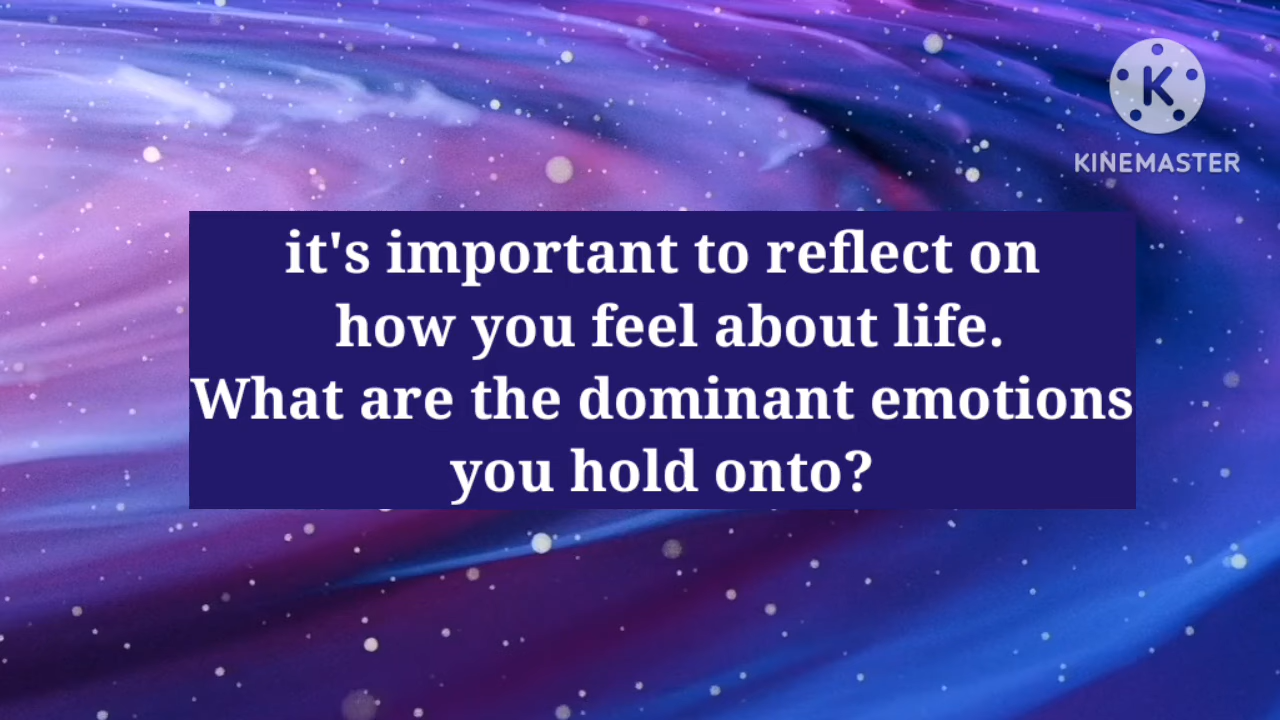 K
KINEMASTER
it's important to reflect on
how you feel about life.
What are the dominant emotions
you hold onto?